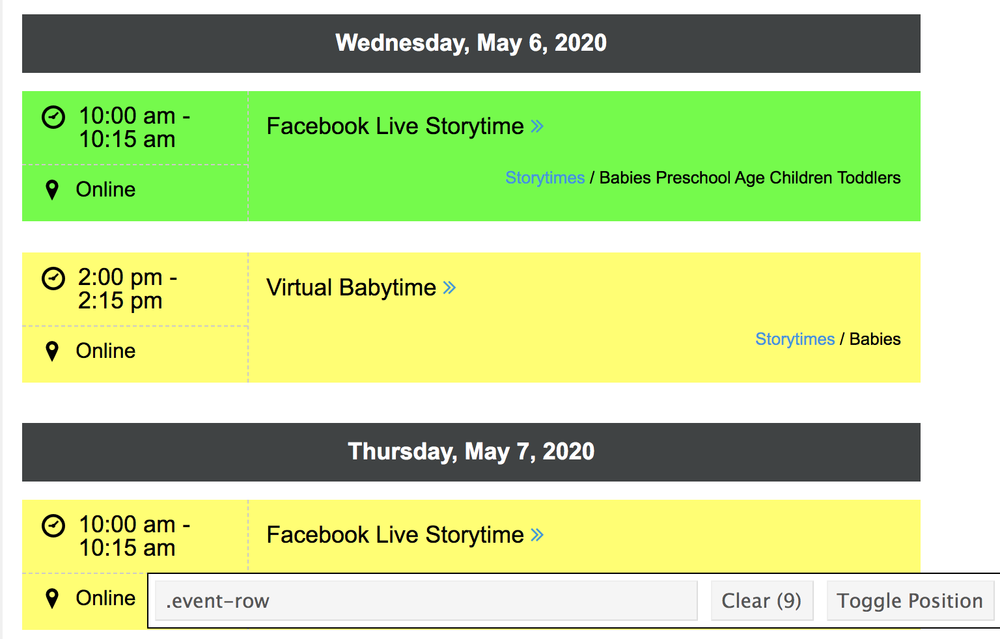 Wednesday, May 6, 2020
10:00 am -
10:15 am
Facebook Live Storytime »
Storytimes / Babies Preschool Age Children Toddlers
Online
2:00 pm -
2:15 pm
Virtual Babytime »
Storytimes / Babies
Online
Thursday, May 7, 2020
10:00 am -
10:15 am
Facebook Live Storytime »
Online
.event-row
Clear (9)
Toggle Position